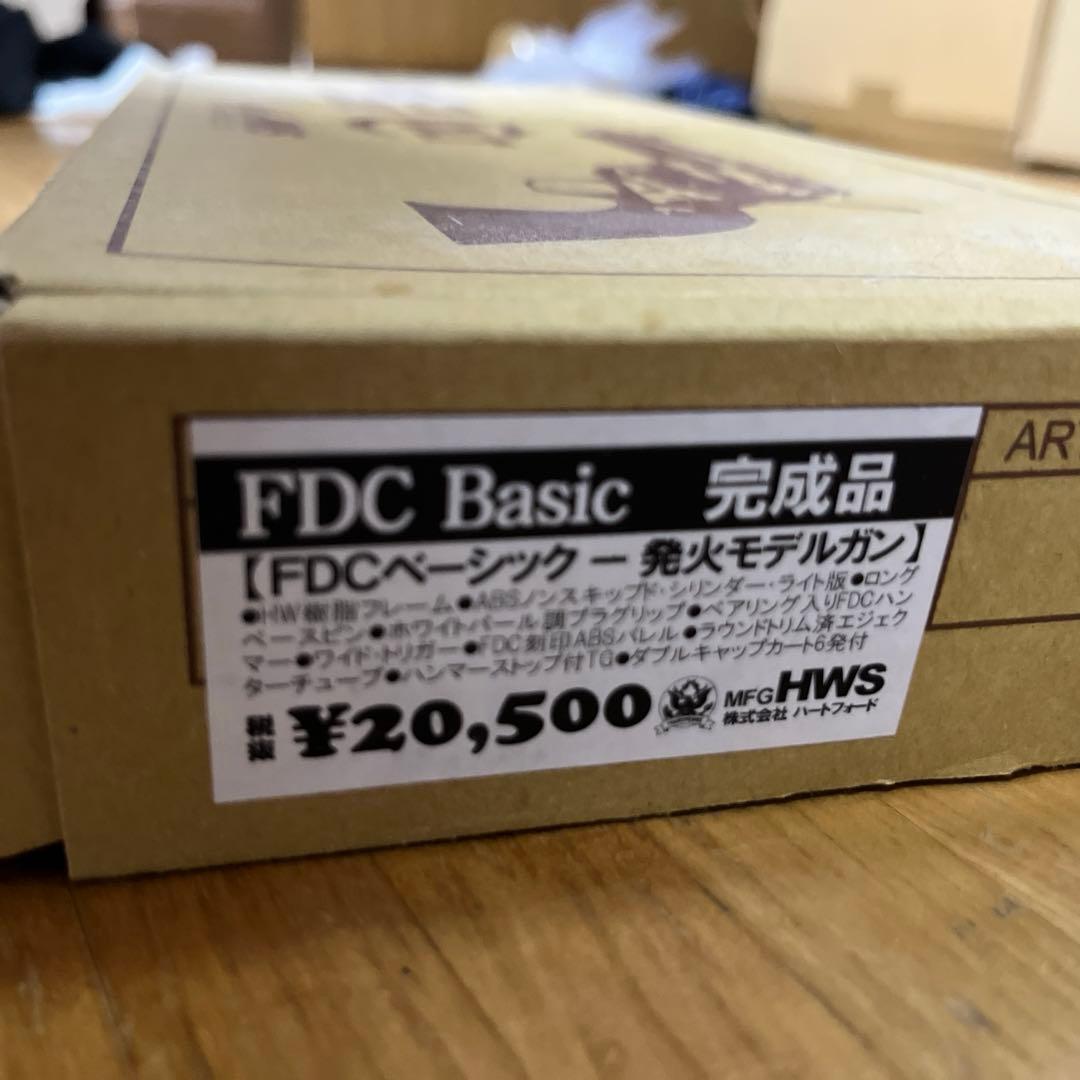 FDC Basic 完成品
【FDCベーシック ー 発火モデルガン】
●HW樹脂フレーム●ABSノンスキップド・シリンダー・ライト版●ロング
ベースピン●ホワイトパール調プラグリップ●ベアリング入りFDCハン
マー●ワイド・トリガー●FDC刻印ABSバレル●ラウンドトリム済エジェク
ターチューブ●ハンマーストップ付TG●ダブルキャップカート6発付
税抜 ¥20,500 MFG HWS
株式会社 ハートフォード
AR